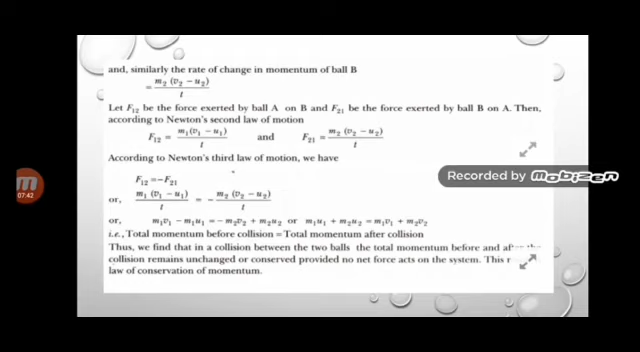 and, similarly the rate of change in momentum of ball B
= m₂ (v₂ − u₂) / t
Let F₁₂ be the force exerted by ball A on B and F₂₁ be the force exerted by ball B on A. Then,
according to Newton's second law of motion
F₁₂ = m₁(v₁ − u₁) / t and F₂₁ = m₂ (v₂ − u₂) / t
According to Newton's third law of motion, we have
F₁₂ = −F₂₁
or, m₁ (v₁ − u₁) / t = − m₂ (v₂ − u₂) / t
or, m₁v₁ − m₁u₁ = − m₂v₂ + m₂u₂ or m₁u₁ + m₂u₂ = m₁v₁ + m₂v₂
i.e., Total momentum before collision = Total momentum after collision
Thus, we find that in a collision between the two balls the total momentum before and
collision remains unchanged or conserved provided no net force acts on the system. This
law of conservation of momentum.
07:42
Recorded by Mobizen